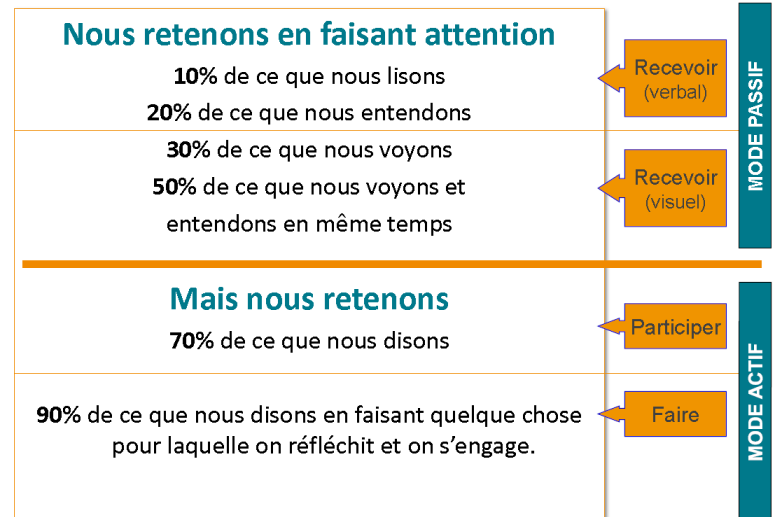 Nous retenons en faisant attention
10% de ce que nous lisons
20% de ce que nous entendons
Recevoir
(verbal)
30% de ce que nous voyons
50% de ce que nous voyons et
entendons en même temps
Recevoir
(visuel)
MODE PASSIF
Mais nous retenons
70% de ce que nous disons
Participer
90% de ce que nous disons en faisant quelque chose
pour laquelle on réfléchit et on s’engage.
Faire
MODE ACTIF